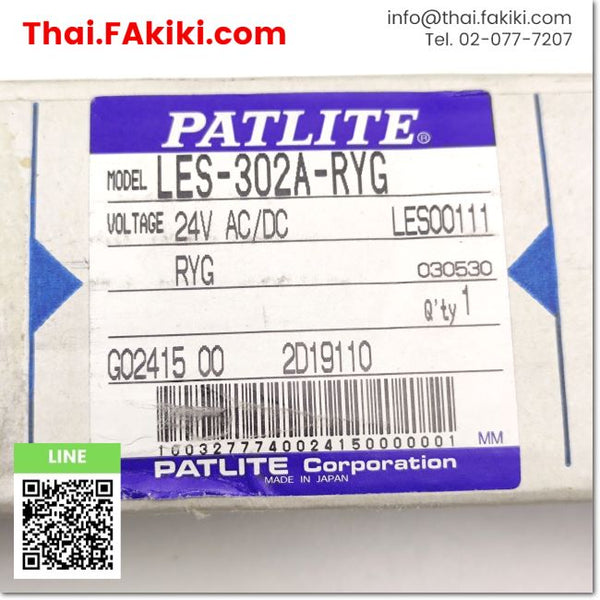 Thai.FAkiki.com
info@thai.fakiki.com
Tel. 02-077-7207
PATLITE®
MODEL LES-302A-RYG
VOLTAGE 24V AC/DC LES00111
RYG 030530
Q'ty 1
G02415 00 2D19110
1003277740024150000001 MM
PATLITE Corporation
MADE IN JAPAN
LINE